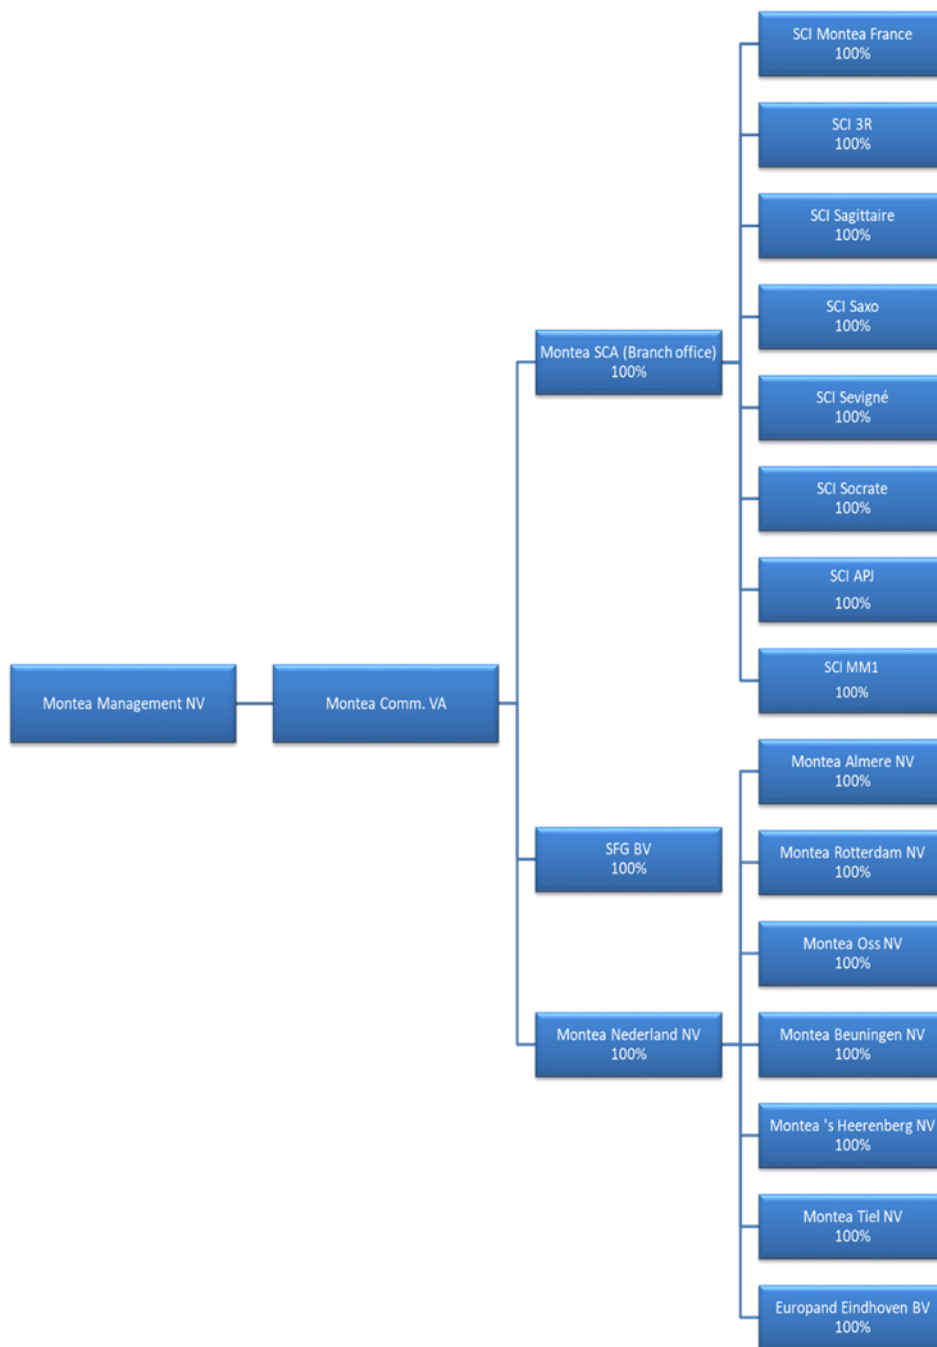 SCI Montea France
100%
SCI 3R
100%
SCI Sagittaire
100%
SCI Saxo
100%
Montea SCA (Branch office)
100%
SCI Sevigné
100%
SCI Socrate
100%
SCI APJ
100%
SCI MM1
100%
Montea Management NV
Montea Comm. VA
Montea Almere NV
100%
SFG BV
100%
Montea Rotterdam NV
100%
Montea Oss NV
100%
Montea Nederland NV
100%
Montea Beuningen NV
100%
Montea 's Heerenberg NV
100%
Montea Tiel NV
100%
Europand Eindhoven BV
100%